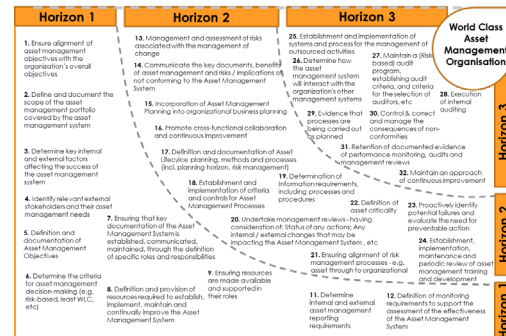 Horizon 1
Horizon 2
Horizon 3
World Class
Asset
Management
Organisation
1. Ensure alignment of
asset management
objectives with the
organization's overall
objectives
2. Define and document the
scope of the asset
management portfolio
covered by the asset
management system
3. Determine key internal
and external factors
affecting the success of
the asset management
system
4. Identify relevant external
stakeholders and their asset
management needs
5. Definition and
documentation of
Asset Management
Objectives
6. Determine the criteria
for asset management
decision-making (e.g.
risk-based, least WLC,
etc)
7. Ensuring that key
documentation of the Asset
Management System is
established, communicated,
maintained, through the definition
of specific roles and responsibilities
8. Definition and provision of
resources required to establish,
implement, maintain and
continually improve the Asset
Management System
9. Ensuring resources
are made available
and supported in
their roles
11. Determine
internal and external
asset management
reporting
requirements
12. Definition of monitoring
requirements to support the
assessment of the effectiveness
of the Asset Management
System
13. Management and assessment of risks
associated with the management of
change
14. Communicate the key documents, benefits
of asset management and risks / implications of
not conforming to the Asset Management
System
15. Incorporation of Asset Management
Planning into organizational business planning
16. Promote cross-functional collaboration
and continuous improvement
17. Definition and documentation of Asset
Lifecycle planning, methods and processes
(incl. planning horizon, risk management)
18. Establishment and
implementation of criteria
and controls for Asset
Management Processes
19. Determination of
Information requirements,
including processes and
procedures
20. Undertake management reviews - having
consideration of: Status of any actions; Any
internal / external changes that may be
impacting the Asset Management System , etc
21. Ensuring alignment of risk
management processes - e.g.
asset through to organizational
22. Definition of
asset criticality
23. Proactively identify
potential failures and
evaluate the need for
preventable action
24. Establishment,
implementation,
maintenance and
periodic review of asset
management training
and development
25. Establishment and implementation of
systems and process for the management of
outsourced activities
26. Determine how
the asset
management system
will interact with the
organization's other
management systems
27. Maintain a (Risk
based) audit
program,
establishing audit
criteria, and criteria
for the selection of
auditors, etc
28. Execution
of internal
auditing
29. Evidence that
processes are
being carried out
as planned
30. Control & correct
and manage the
consequences of non-
conformities
31. Retention of documented evidence
of performance monitoring, audits and
management reviews
32. Maintain an approach
of continuous improvement
Horizon 3
Horizon 2
Horizon 1